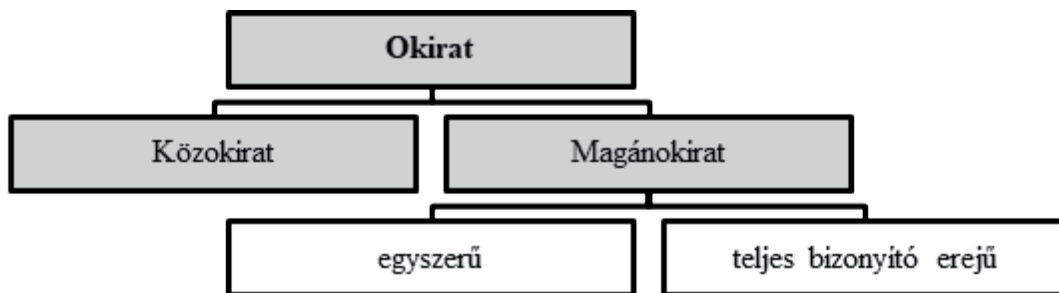 Okirat
Közokirat
Magánokirat
egyszerű
teljes bizonyító erejű